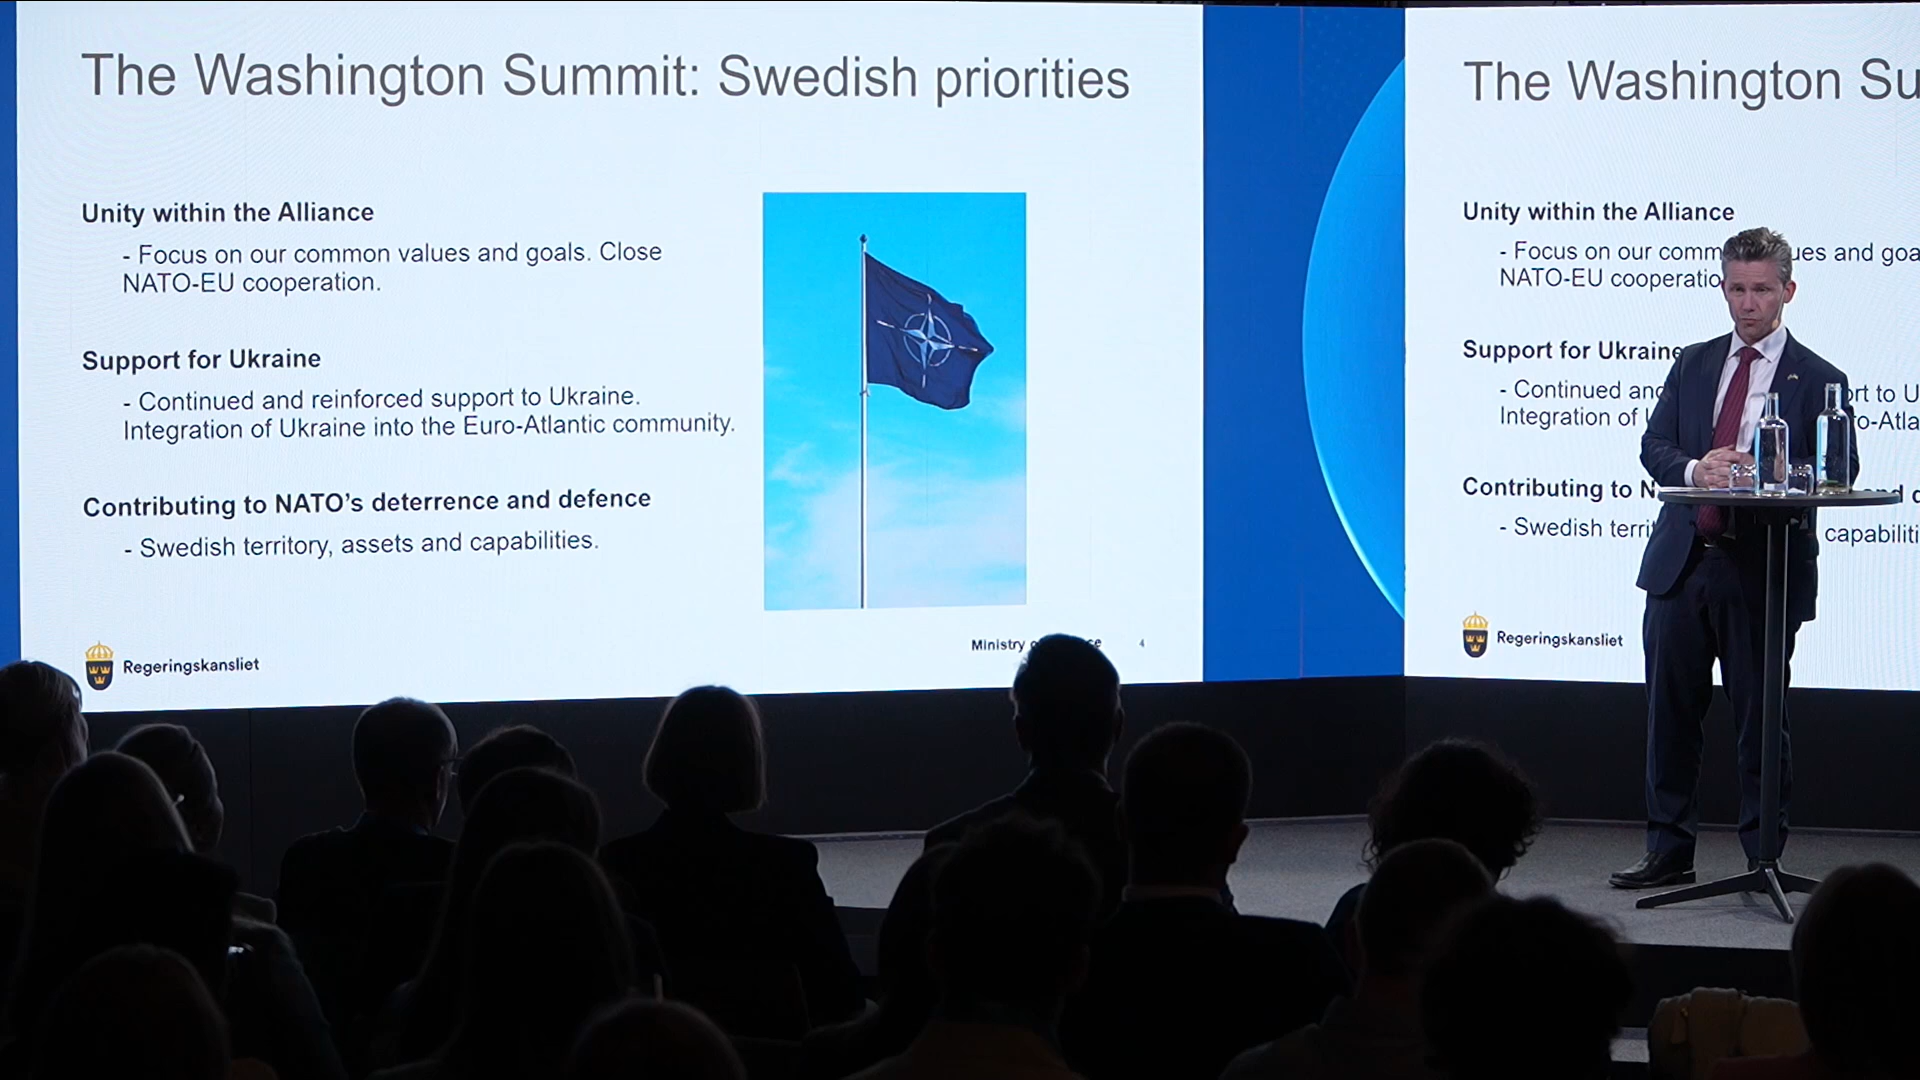 The Washington Summit: Swedish priorities
Unity within the Alliance
- Focus on our common values and goals. Close
NATO-EU cooperation.
Support for Ukraine
- Continued and reinforced support to Ukraine.
Integration of Ukraine into the Euro-Atlantic community.
Contributing to NATO’s deterrence and defence
- Swedish territory, assets and capabilities.
Regeringskansliet
Ministry
4
The Washington Su
Unity within the Alliance
- Focus on our comm ues and goa
NATO-EU cooperatio
Support for Ukraine
- Continued and rt to U
Integration of o-Atla
Contributing to N nd d
- Swedish terri capabiliti
Regeringskansliet